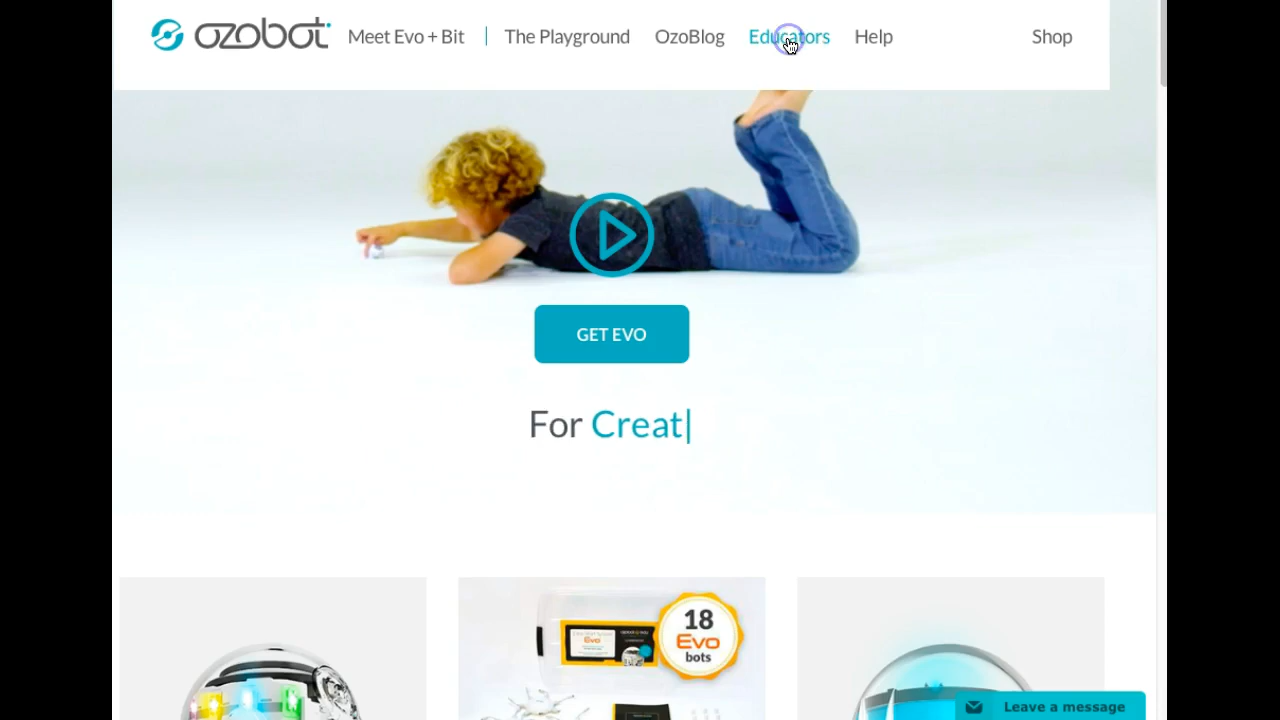 ozobot Meet Evo + Bit The Playground OzoBlog Educators Help Shop
GET EVO
For Creat
18
Evo
bots
Evo
Leave a message